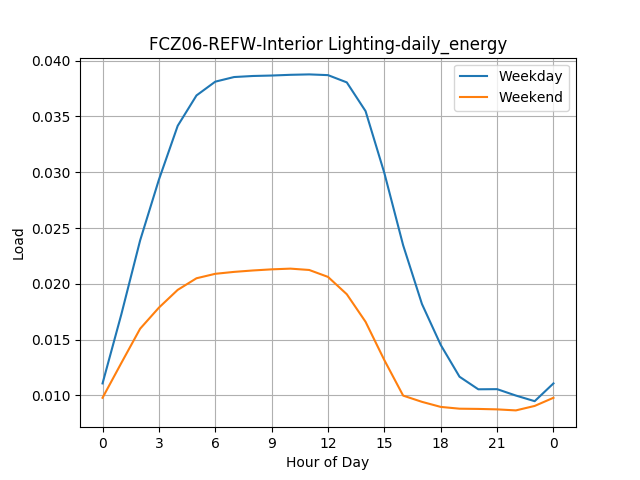 FCZ06-REFW-Interior Lighting-daily_energy
Weekday
Weekend
Load
0.040
0.035
0.030
0.025
0.020
0.015
0.010
0 3 6 9 12 15 18 21 0
Hour of Day